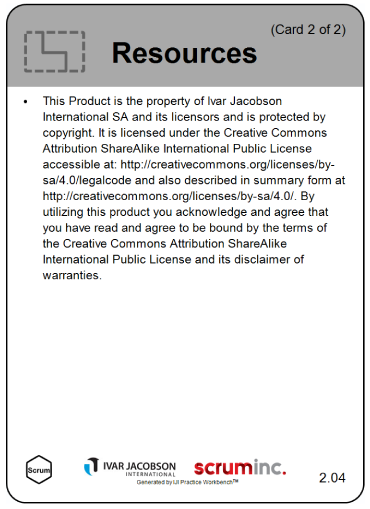 (Card 2 of 2)
Resources
• This Product is the property of Ivar Jacobson
International SA and its licensors and is protected by
copyright. It is licensed under the Creative Commons
Attribution ShareAlike International Public License
accessible at: http://creativecommons.org/licenses/by-
sa/4.0/legalcode and also described in summary form at
http://creativecommons.org/licenses/by-sa/4.0/. By
utilizing this product you acknowledge and agree that
you have read and agree to be bound by the terms of
the Creative Commons Attribution ShareAlike
International Public License and its disclaimer of
warranties.
Scrum
IVAR JACOBSON
INTERNATIONAL
scruminc.
Generated by IJI Practice Workbench™
2.04